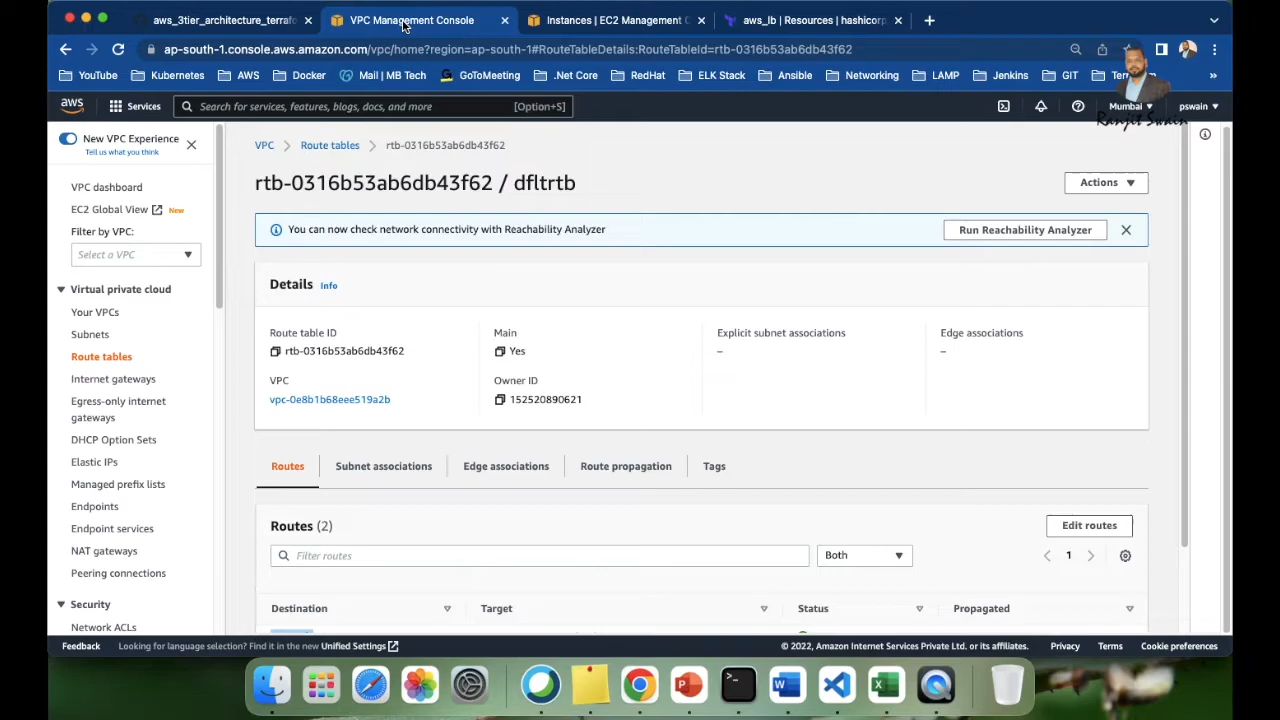 aws_3tier_architecture_terrafo
VPC Management Console
Instances | EC2 Management C
aws_lb | Resources | hashicorp
ap-south-1.console.aws.amazon.com/vpc/home?region=ap-south-1#RouteTableDetails:RouteTableId=rtb-0316b53ab6db43f62
YouTube
Kubernetes
AWS
Docker
Mail | MB Tech
GoToMeeting
.Net Core
RedHat
ELK Stack
Ansible
Networking
LAMP
Jenkins
GIT
aws
Services
Search for services, features, blogs, docs, and more
[Option+S]
Mumbai
pswain
Ranjit Swain
New VPC Experience
Tell us what you think
VPC dashboard
EC2 Global View New
Filter by VPC:
Select a VPC
Virtual private cloud
Your VPCs
Subnets
Route tables
Internet gateways
Egress-only internet
gateways
DHCP Option Sets
Elastic IPs
Managed prefix lists
Endpoints
Endpoint services
NAT gateways
Peering connections
Security
Network ACLs
VPC
Route tables
rtb-0316b53ab6db43f62
rtb-0316b53ab6db43f62 / dfltrtb
Actions
You can now check network connectivity with Reachability Analyzer
Run Reachability Analyzer
Details Info
Route table ID
rtb-0316b53ab6db43f62
Main
Yes
Explicit subnet associations
–
Edge associations
–
VPC
vpc-0e8b1b68eee519a2b
Owner ID
152520890621
Routes
Subnet associations
Edge associations
Route propagation
Tags
Routes (2)
Edit routes
Filter routes
Both
1
Destination
Target
Status
Propagated
Feedback
Looking for language selection? Find it in the new Unified Settings
© 2022, Amazon Internet Services Private Ltd. or its affiliates.
Privacy
Terms
Cookie preferences